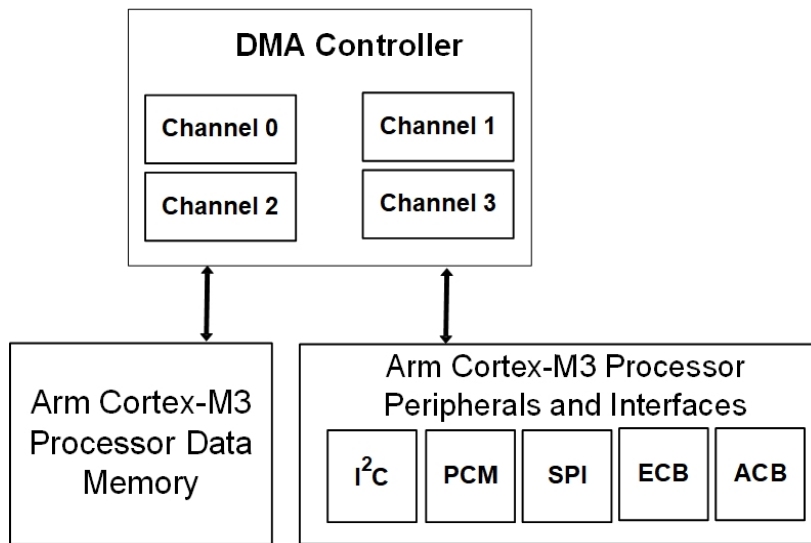 DMA Controller
Channel 0
Channel 1
Channel 2
Channel 3
Arm Cortex-M3
Processor Data
Memory
Arm Cortex-M3 Processor
Peripherals and Interfaces
I²C
PCM
SPI
ECB
ACB